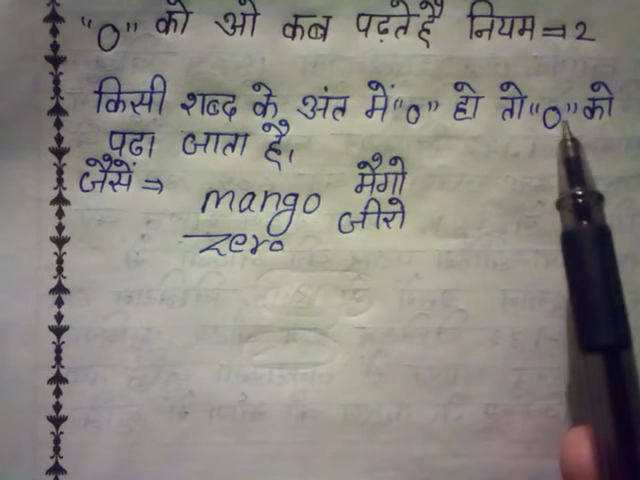 "O" को ओ कब पढ़ते है नियम⇒2
किसी शब्द के अंत में "o" हो तो "O" को
पढा जाता है।
जैसें ⇒ mango मैगो
zero जीरो